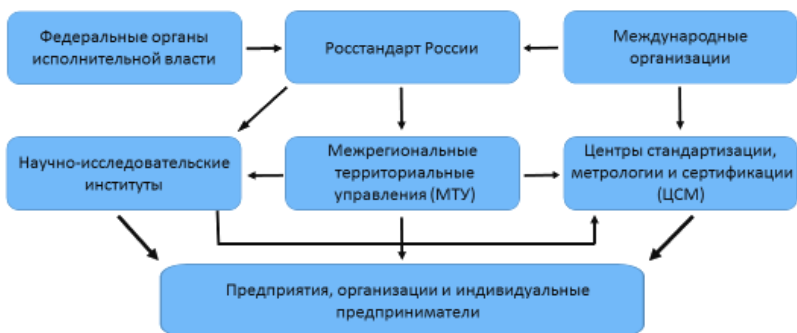 Федеральные органы
исполнительной власти
Росстандарт России
Международные
организации
Научно-исследовательские
институты
Межрегиональные
территориальные
управления (МТУ)
Центры стандартизации,
метрологии и сертификации
(ЦСМ)
Предприятия, организации и индивидуальные
предприниматели